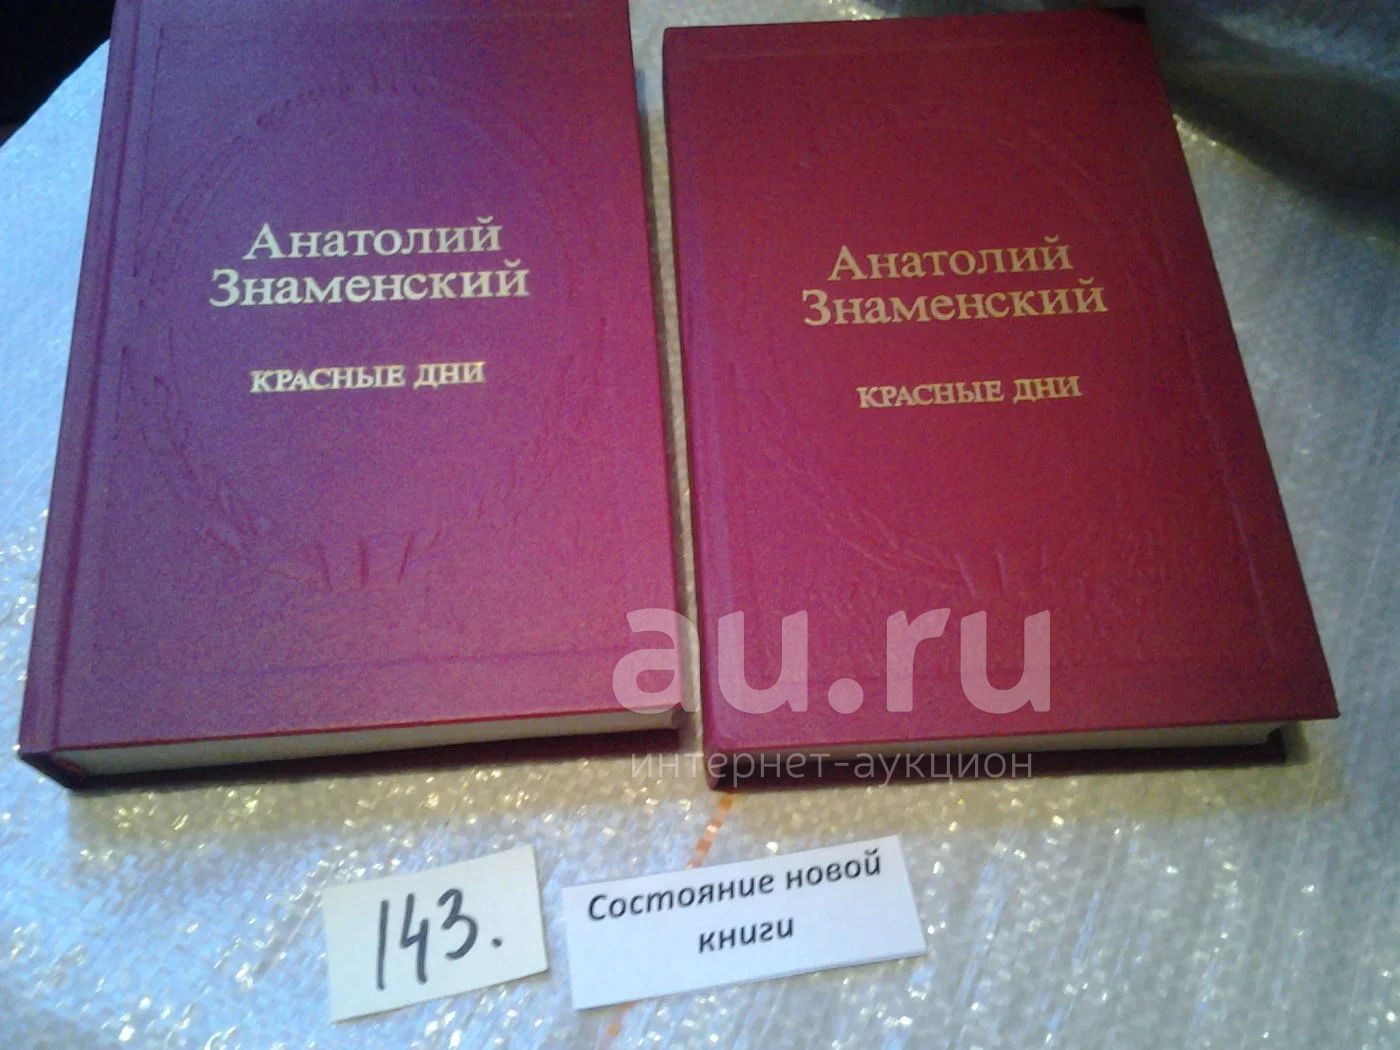 Анатолий
Знаменский
КРАСНЫЕ ДНИ
Анатолий
Знаменский
КРАСНЫЕ ДНИ
au.ru
интернет-аукцион
143.
Состояние новой
книги